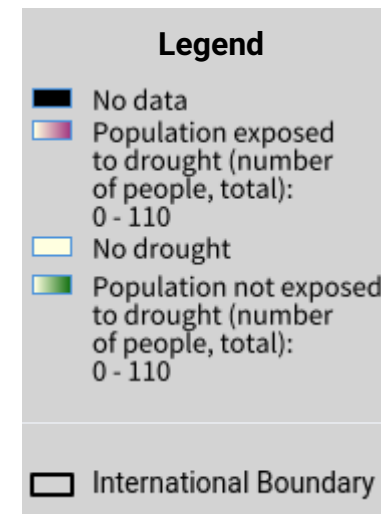 Legend
No data
Population exposed
to drought (number
of people, total):
0 - 110
No drought
Population not exposed
to drought (number
of people, total):
0 - 110
International Boundary